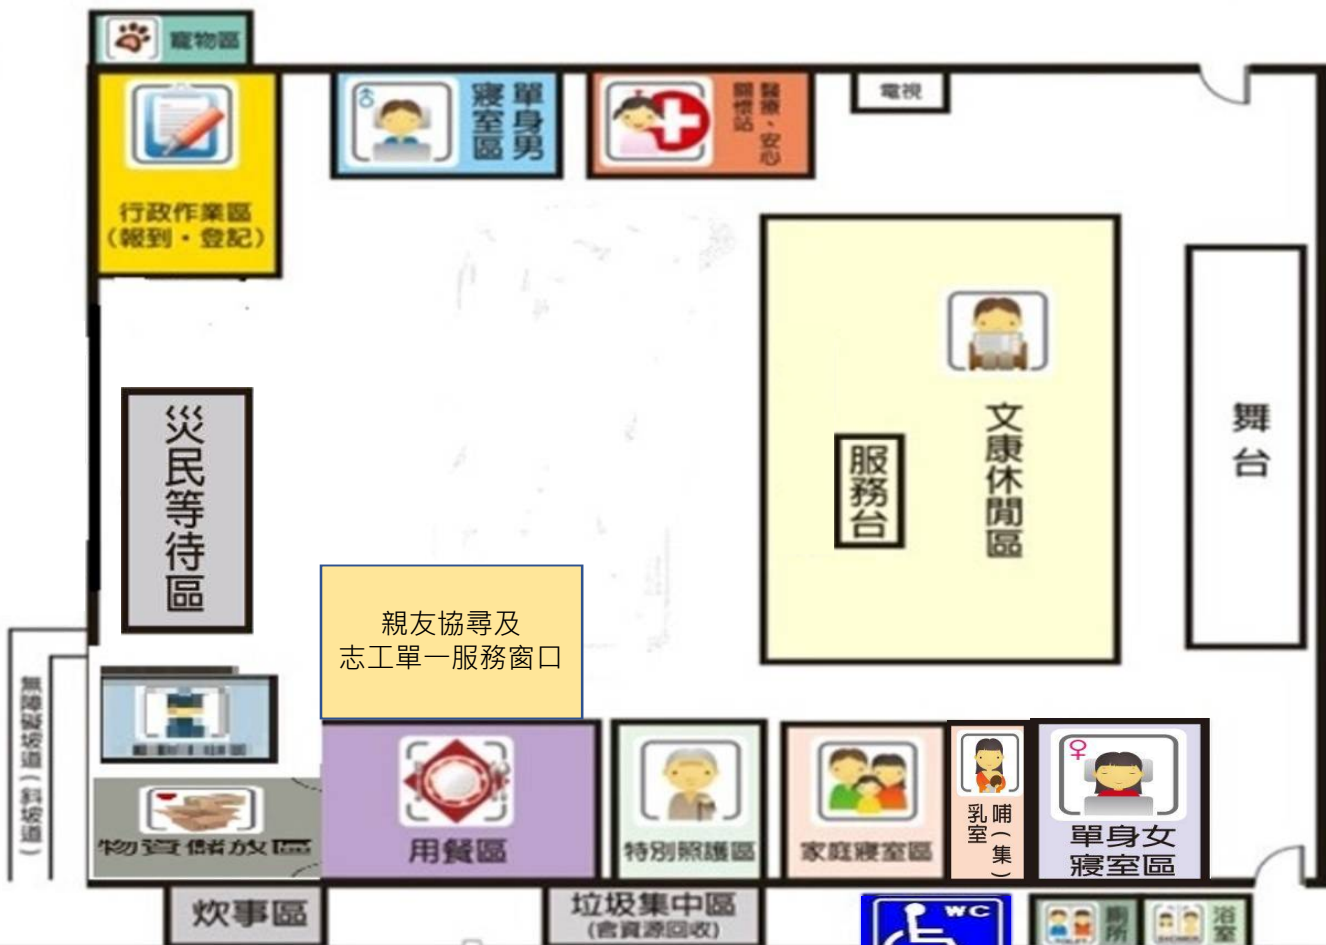 寵物區
行政作業區
(報到・登記)
單身男
寢室區
醫療、安心
關懷站
電視
文康休閒區
服務台
舞台
災民等待區
親友協尋及
志工單一服務窗口
無障礙坡道(斜坡道)
物資儲放區
用餐區
特別照護區
家庭寢室區
哺(集)
乳室
單身女
寢室區
炊事區
垃圾集中區
(含資源回收)
WC
廁所
浴室